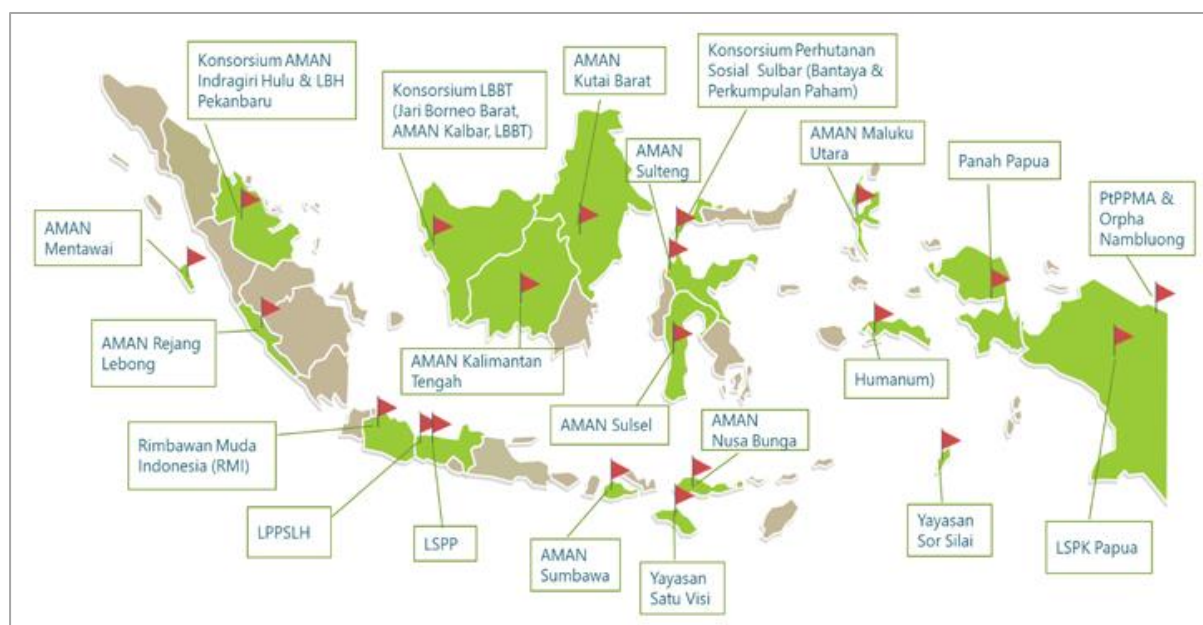 Konsorsium AMAN
Indragiri Hulu & LBH
Pekanbaru
Konsorsium LBBT
(Jari Borneo Barat,
AMAN Kalbar, LBBT)
AMAN
Kutai Barat
Konsorsium Perhutanan
Sosial Sulbar (Bantaya &
Perkumpulan Paham)
AMAN
Sulteng
AMAN Maluku
Utara
Panah Papua
PtPPMA &
Orpha
Nambluong
AMAN
Mentawai
AMAN Rejang
Lebong
AMAN Kalimantan
Tengah
Humanum)
Rimbawan Muda
Indonesia (RMI)
AMAN Sulsel
AMAN
Nusa Bunga
LPPSLH
LSPP
AMAN
Sumbawa
Yayasan
Satu Visi
Yayasan
Sor Silai
LSPK Papua